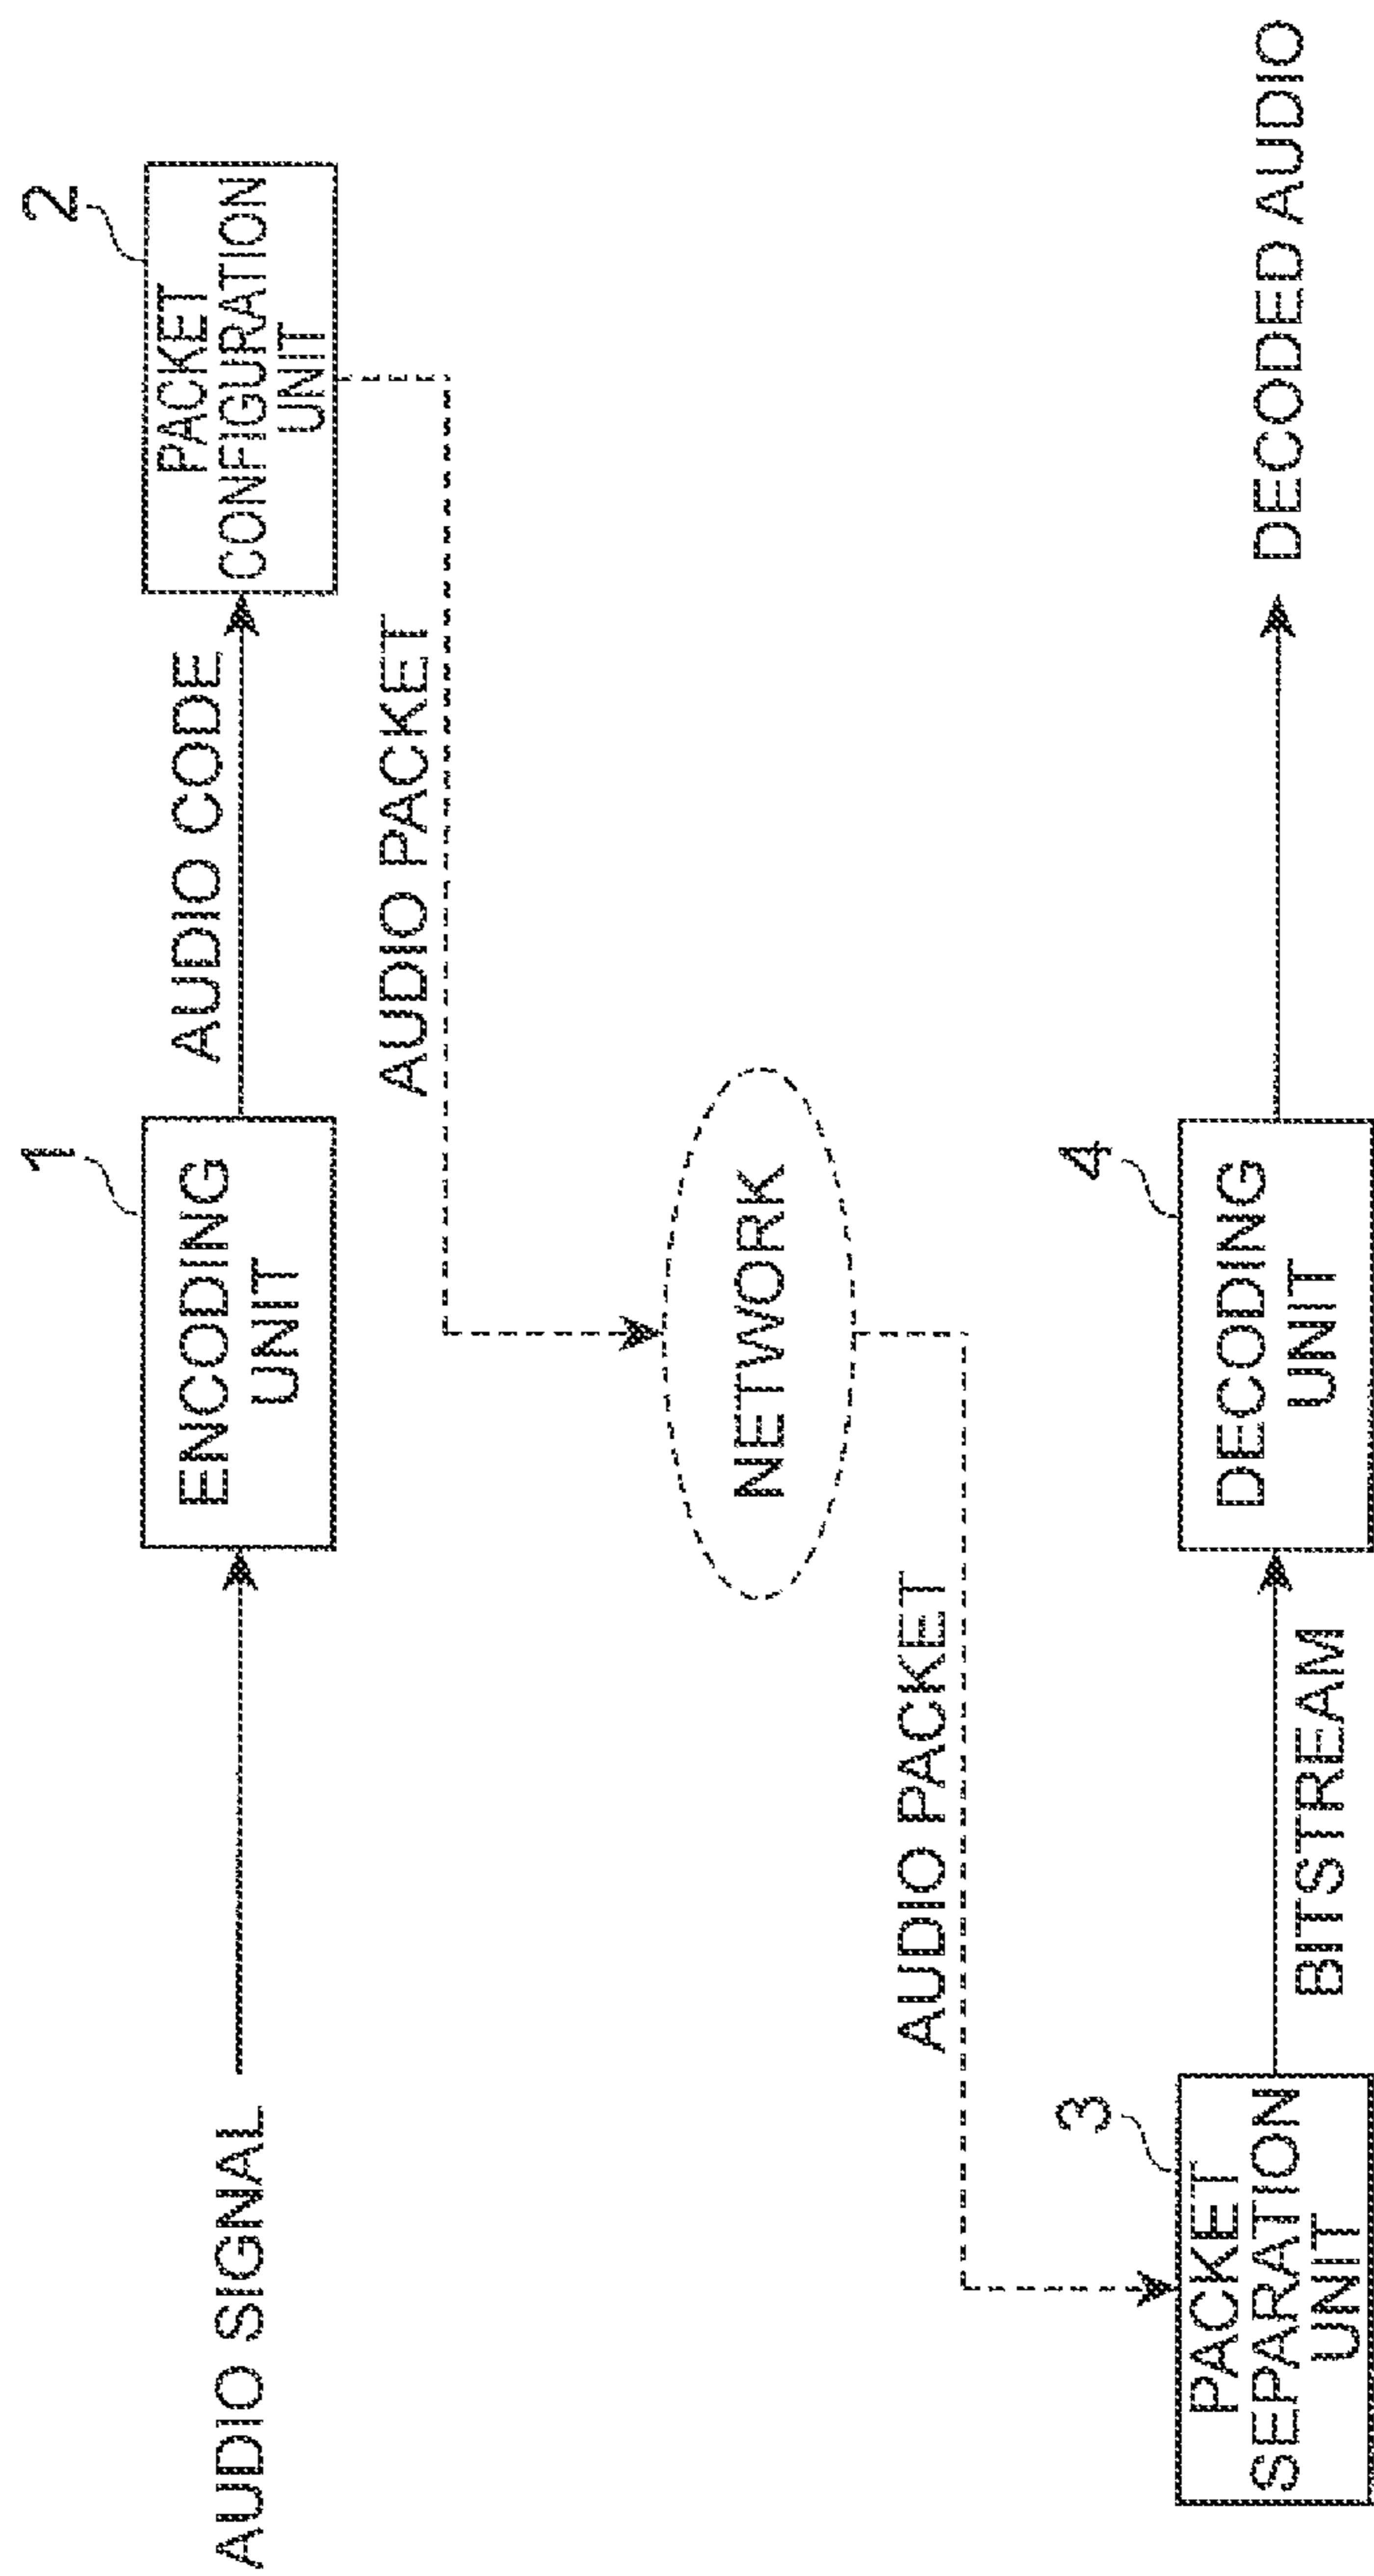 AUDIO SIGNAL
1
ENCODING
UNIT
AUDIO CODE
2
PACKET
CONFIGURATION
UNIT
AUDIO PACKET
NETWORK
AUDIO PACKET
3
PACKET
SEPARATION
UNIT
BITSTREAM
4
DECODING
UNIT
DECODED AUDIO